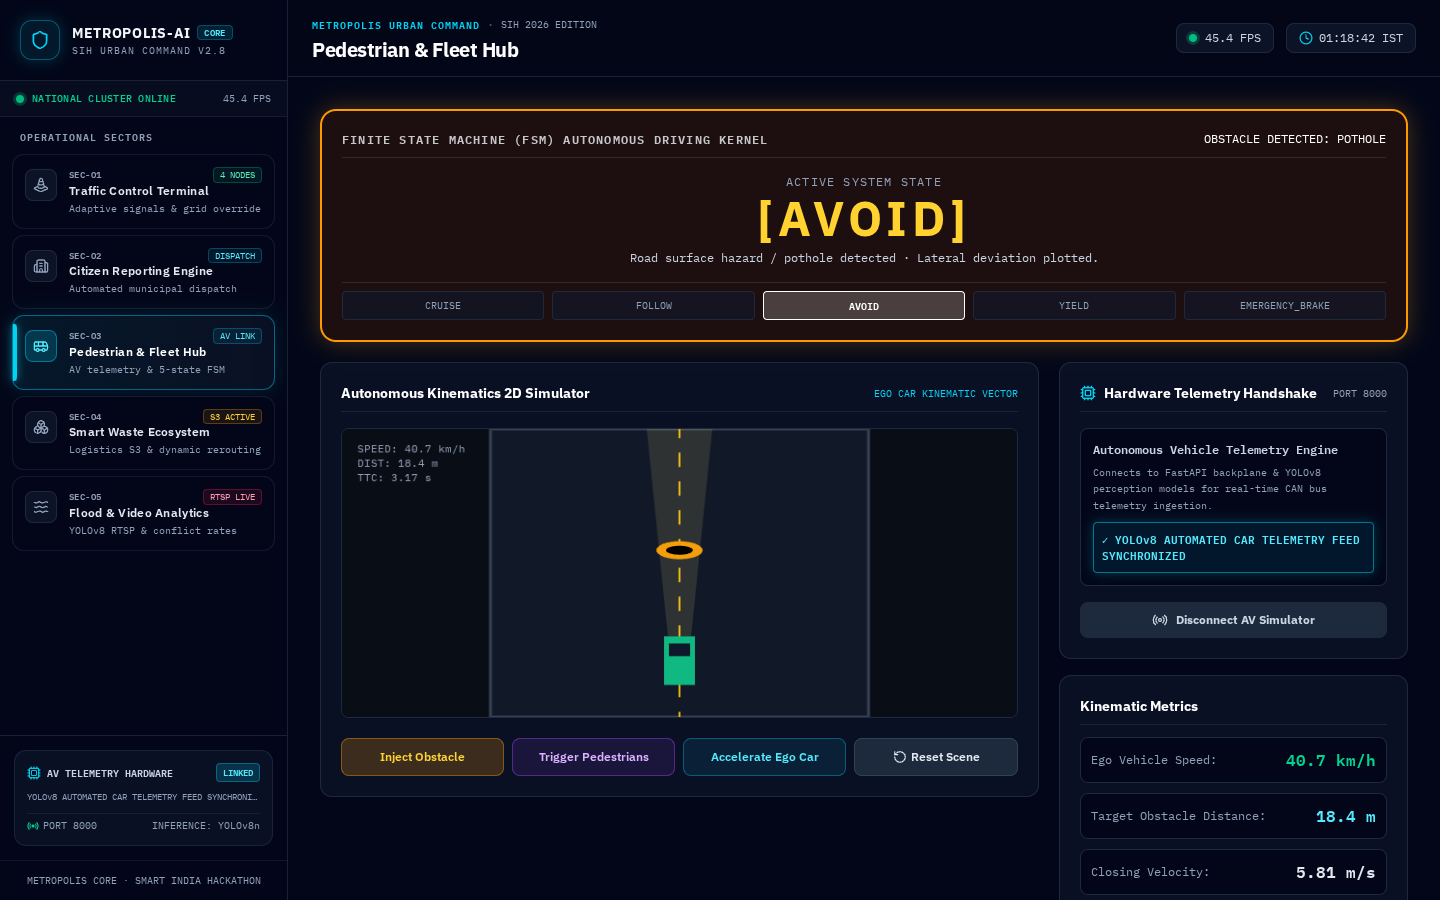 METROPOLIS-AI CORE
SIH URBAN COMMAND V2.8
NATIONAL CLUSTER ONLINE 45.4 FPS
OPERATIONAL SECTORS
SEC-01 4 NODES
Traffic Control Terminal
Adaptive signals & grid override
SEC-02 DISPATCH
Citizen Reporting Engine
Automated municipal dispatch
SEC-03 AV LINK
Pedestrian & Fleet Hub
AV telemetry & 5-state FSM
SEC-04 S3 ACTIVE
Smart Waste Ecosystem
Logistics S3 & dynamic rerouting
SEC-05 RTSP LIVE
Flood & Video Analytics
YOLOv8 RTSP & conflict rates
AV TELEMETRY HARDWARE LINKED
YOLOv8 AUTOMATED CAR TELEMETRY FEED SYNCHRONI…
PORT 8000 INFERENCE: YOLOv8n
METROPOLIS CORE · SMART INDIA HACKATHON
METROPOLIS URBAN COMMAND · SIH 2026 EDITION
Pedestrian & Fleet Hub
45.4 FPS
01:18:42 IST
FINITE STATE MACHINE (FSM) AUTONOMOUS DRIVING KERNEL OBSTACLE DETECTED: POTHOLE
ACTIVE SYSTEM STATE
[AVOID]
Road surface hazard / pothole detected · Lateral deviation plotted.
CRUISE FOLLOW AVOID YIELD EMERGENCY_BRAKE
Autonomous Kinematics 2D Simulator EGO CAR KINEMATIC VECTOR
SPEED: 40.7 km/h
DIST: 18.4 m
TTC: 3.17 s
Inject Obstacle Trigger Pedestrians Accelerate Ego Car Reset Scene
Hardware Telemetry Handshake PORT 8000
Autonomous Vehicle Telemetry Engine
Connects to FastAPI backplane & YOLOv8
perception models for real-time CAN bus
telemetry ingestion.
✓ YOLOv8 AUTOMATED CAR TELEMETRY FEED
SYNCHRONIZED
Disconnect AV Simulator
Kinematic Metrics
Ego Vehicle Speed: 40.7 km/h
Target Obstacle Distance: 18.4 m
Closing Velocity: 5.81 m/s